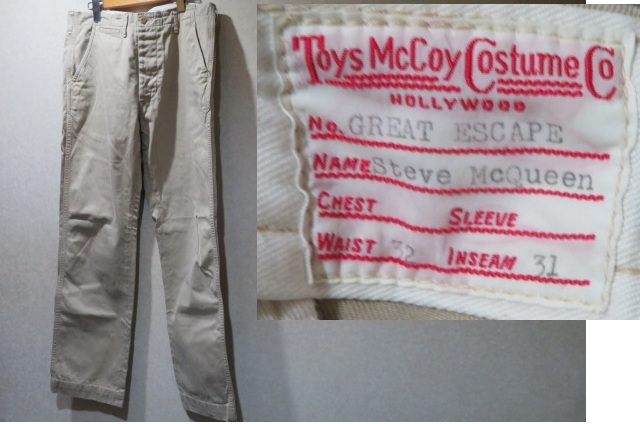 Toys McCoy Costume Co
HOLLYWOOD
No. GREAT ESCAPE
NAME Steve McQueen
CHEST SLEEVE
WAIST 32 INSEAM 31